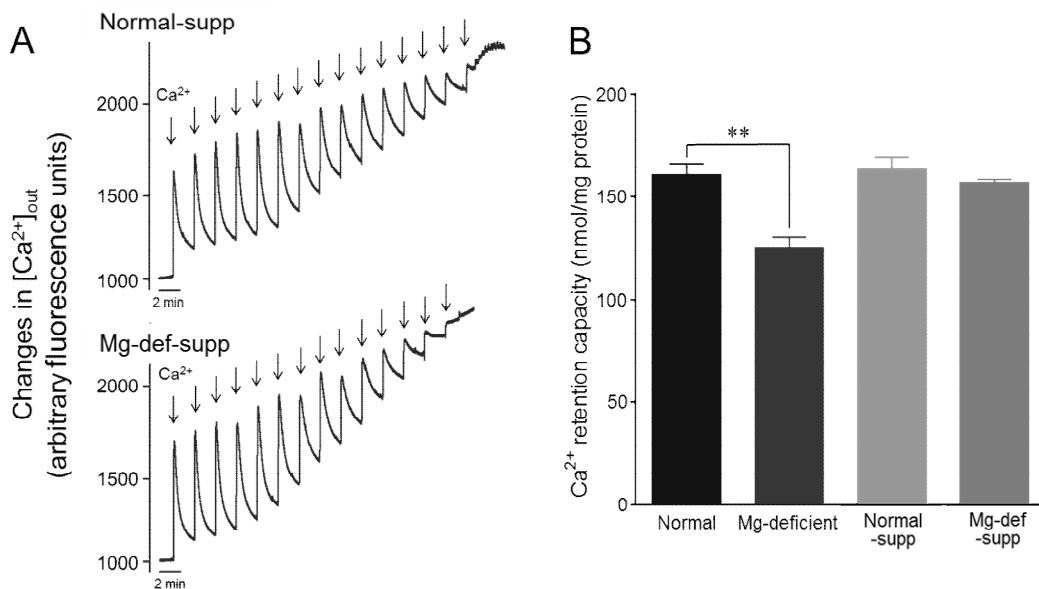 A
Normal-supp
Changes in [Ca²⁺]out
(arbitrary fluorescence units)
2000
1500
1000
Ca²⁺
2 min
Mg-def-supp
2000
1500
1000
Ca²⁺
2 min
B
Ca²⁺ retention capacity (nmol/mg protein)
200
150
100
50
0
**
Normal
Mg-deficient
Normal
-supp
Mg-def
-supp